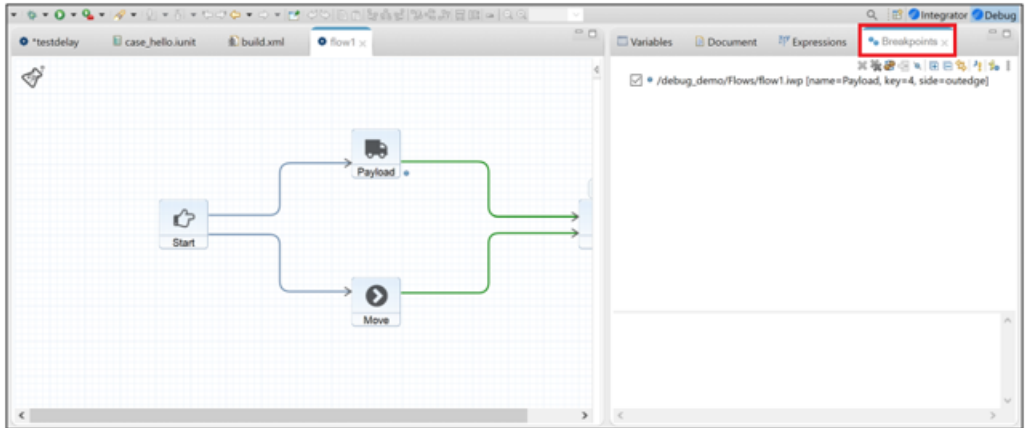 Integrator Debug
*testdelay case_hello.iunit build.xml flow1
Variables Document Expressions Breakpoints
/debug_demo/Flows/flow1.iwp [name=Payload, key=4, side=outedge]
Payload
Start
Move